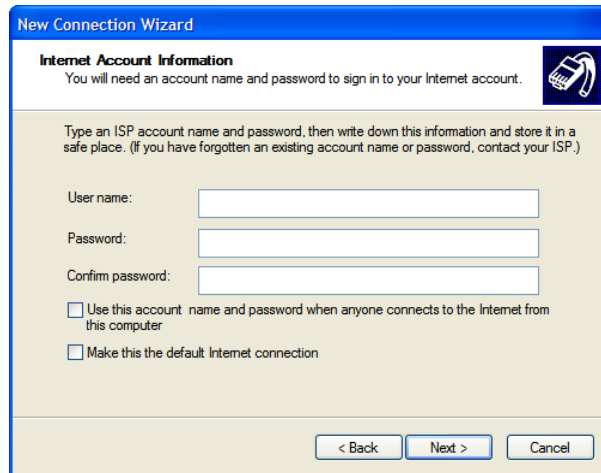 New Connection Wizard
Internet Account Information
You will need an account name and password to sign in to your Internet account.
Type an ISP account name and password, then write down this information and store it in a
safe place. (If you have forgotten an existing account name or password, contact your ISP.)
User name:
Password:
Confirm password:
Use this account name and password when anyone connects to the Internet from
this computer
Make this the default Internet connection
< Back Next > Cancel